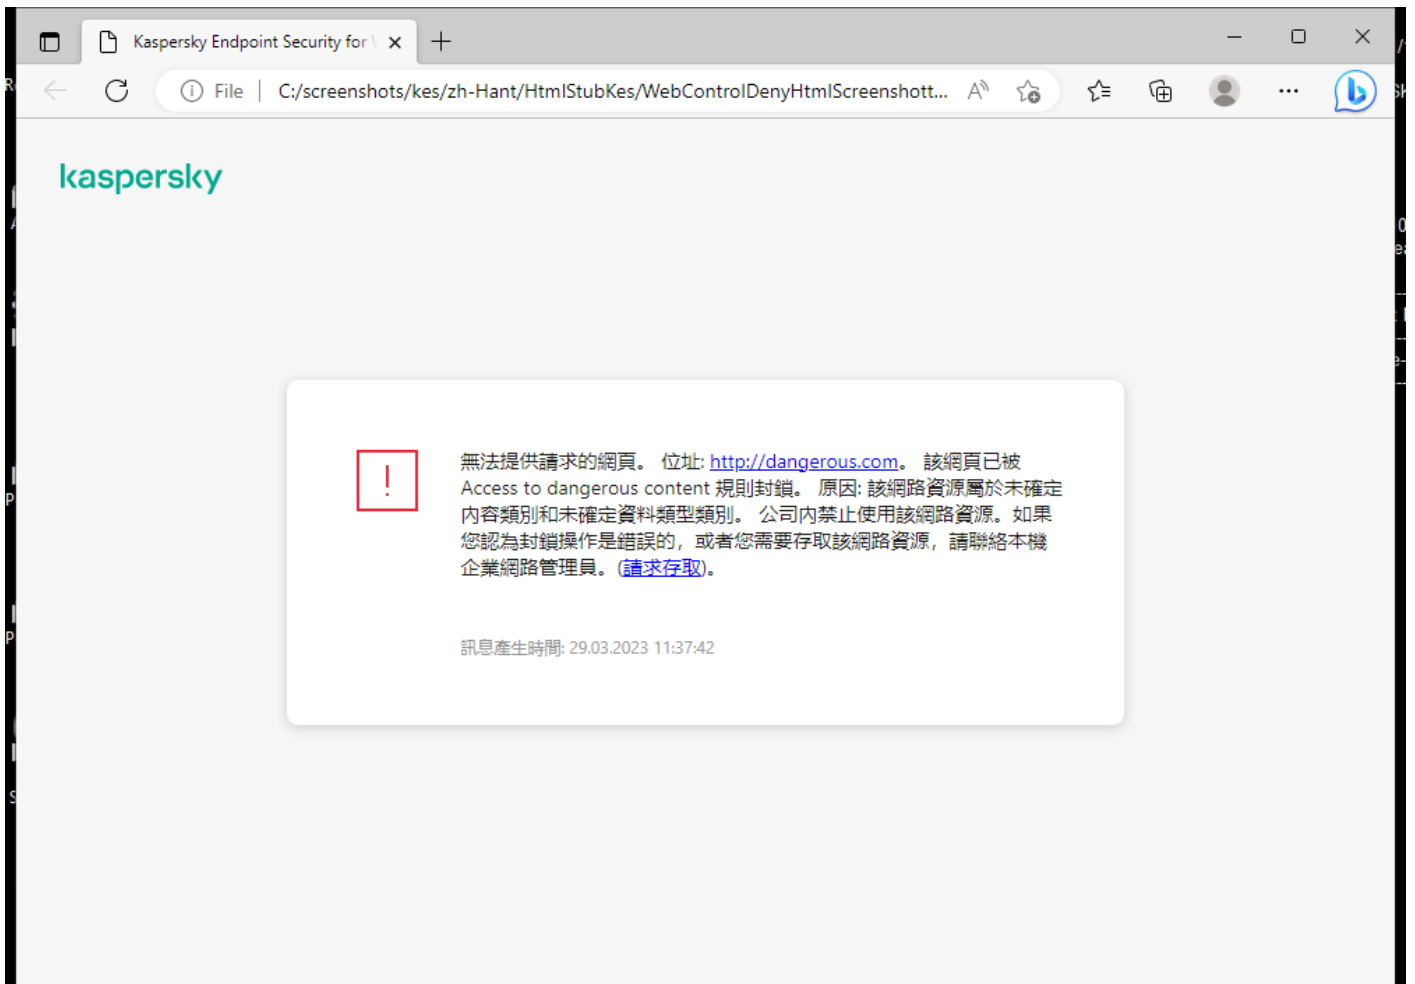 Kaspersky Endpoint Security for
File
C:/screenshots/kes/zh-Hant/HtmlStubKes/WebControlDenyHtmlScreenshott...
kaspersky
無法提供請求的網頁。 位址: http://dangerous.com。 該網頁已被
Access to dangerous content 規則封鎖。 原因: 該網路資源屬於未確定
內容類別和未確定資料類型類別。 公司內禁止使用該網路資源。如果
您認為封鎖操作是錯誤的，或者您需要存取該網路資源，請聯絡本機
企業網路管理員。(請求存取)。
訊息產生時間: 29.03.2023 11:37:42